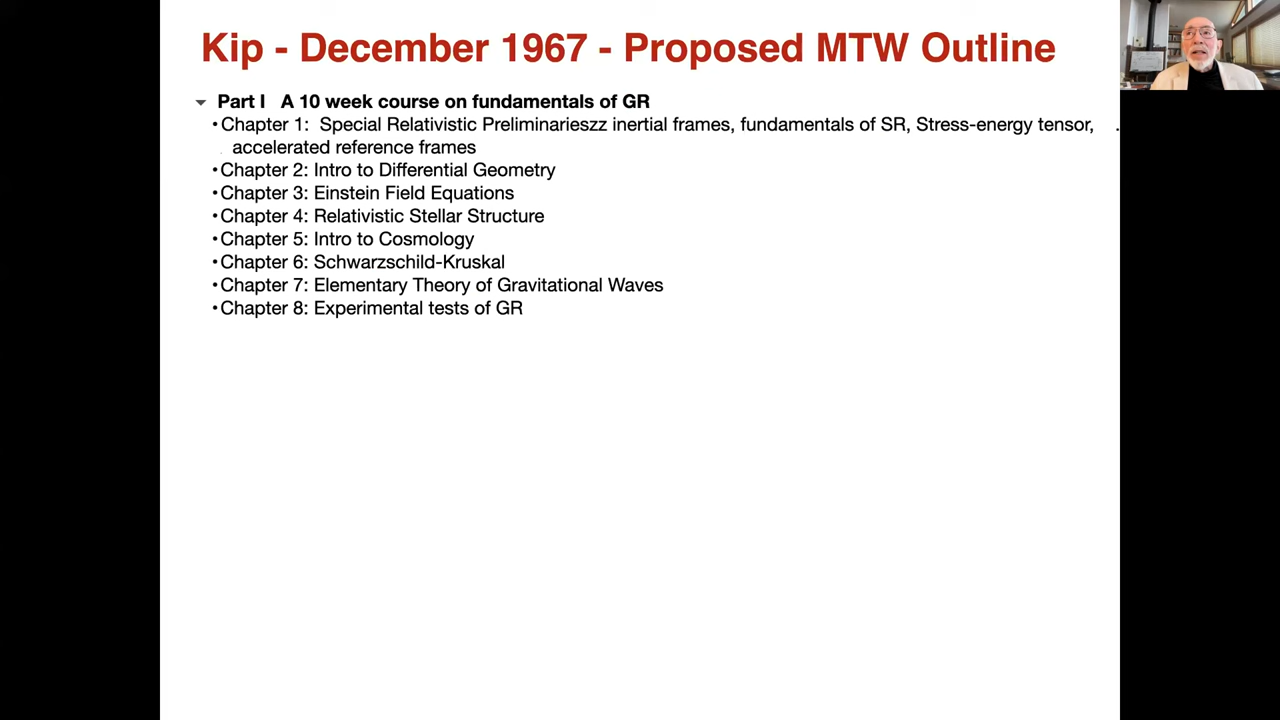 Kip - December 1967 - Proposed MTW Outline
Part I A 10 week course on fundamentals of GR
•Chapter 1: Special Relativistic Preliminarieszz inertial frames, fundamentals of SR, Stress-energy tensor, .
accelerated reference frames
•Chapter 2: Intro to Differential Geometry
•Chapter 3: Einstein Field Equations
•Chapter 4: Relativistic Stellar Structure
•Chapter 5: Intro to Cosmology
•Chapter 6: Schwarzschild-Kruskal
•Chapter 7: Elementary Theory of Gravitational Waves
•Chapter 8: Experimental tests of GR